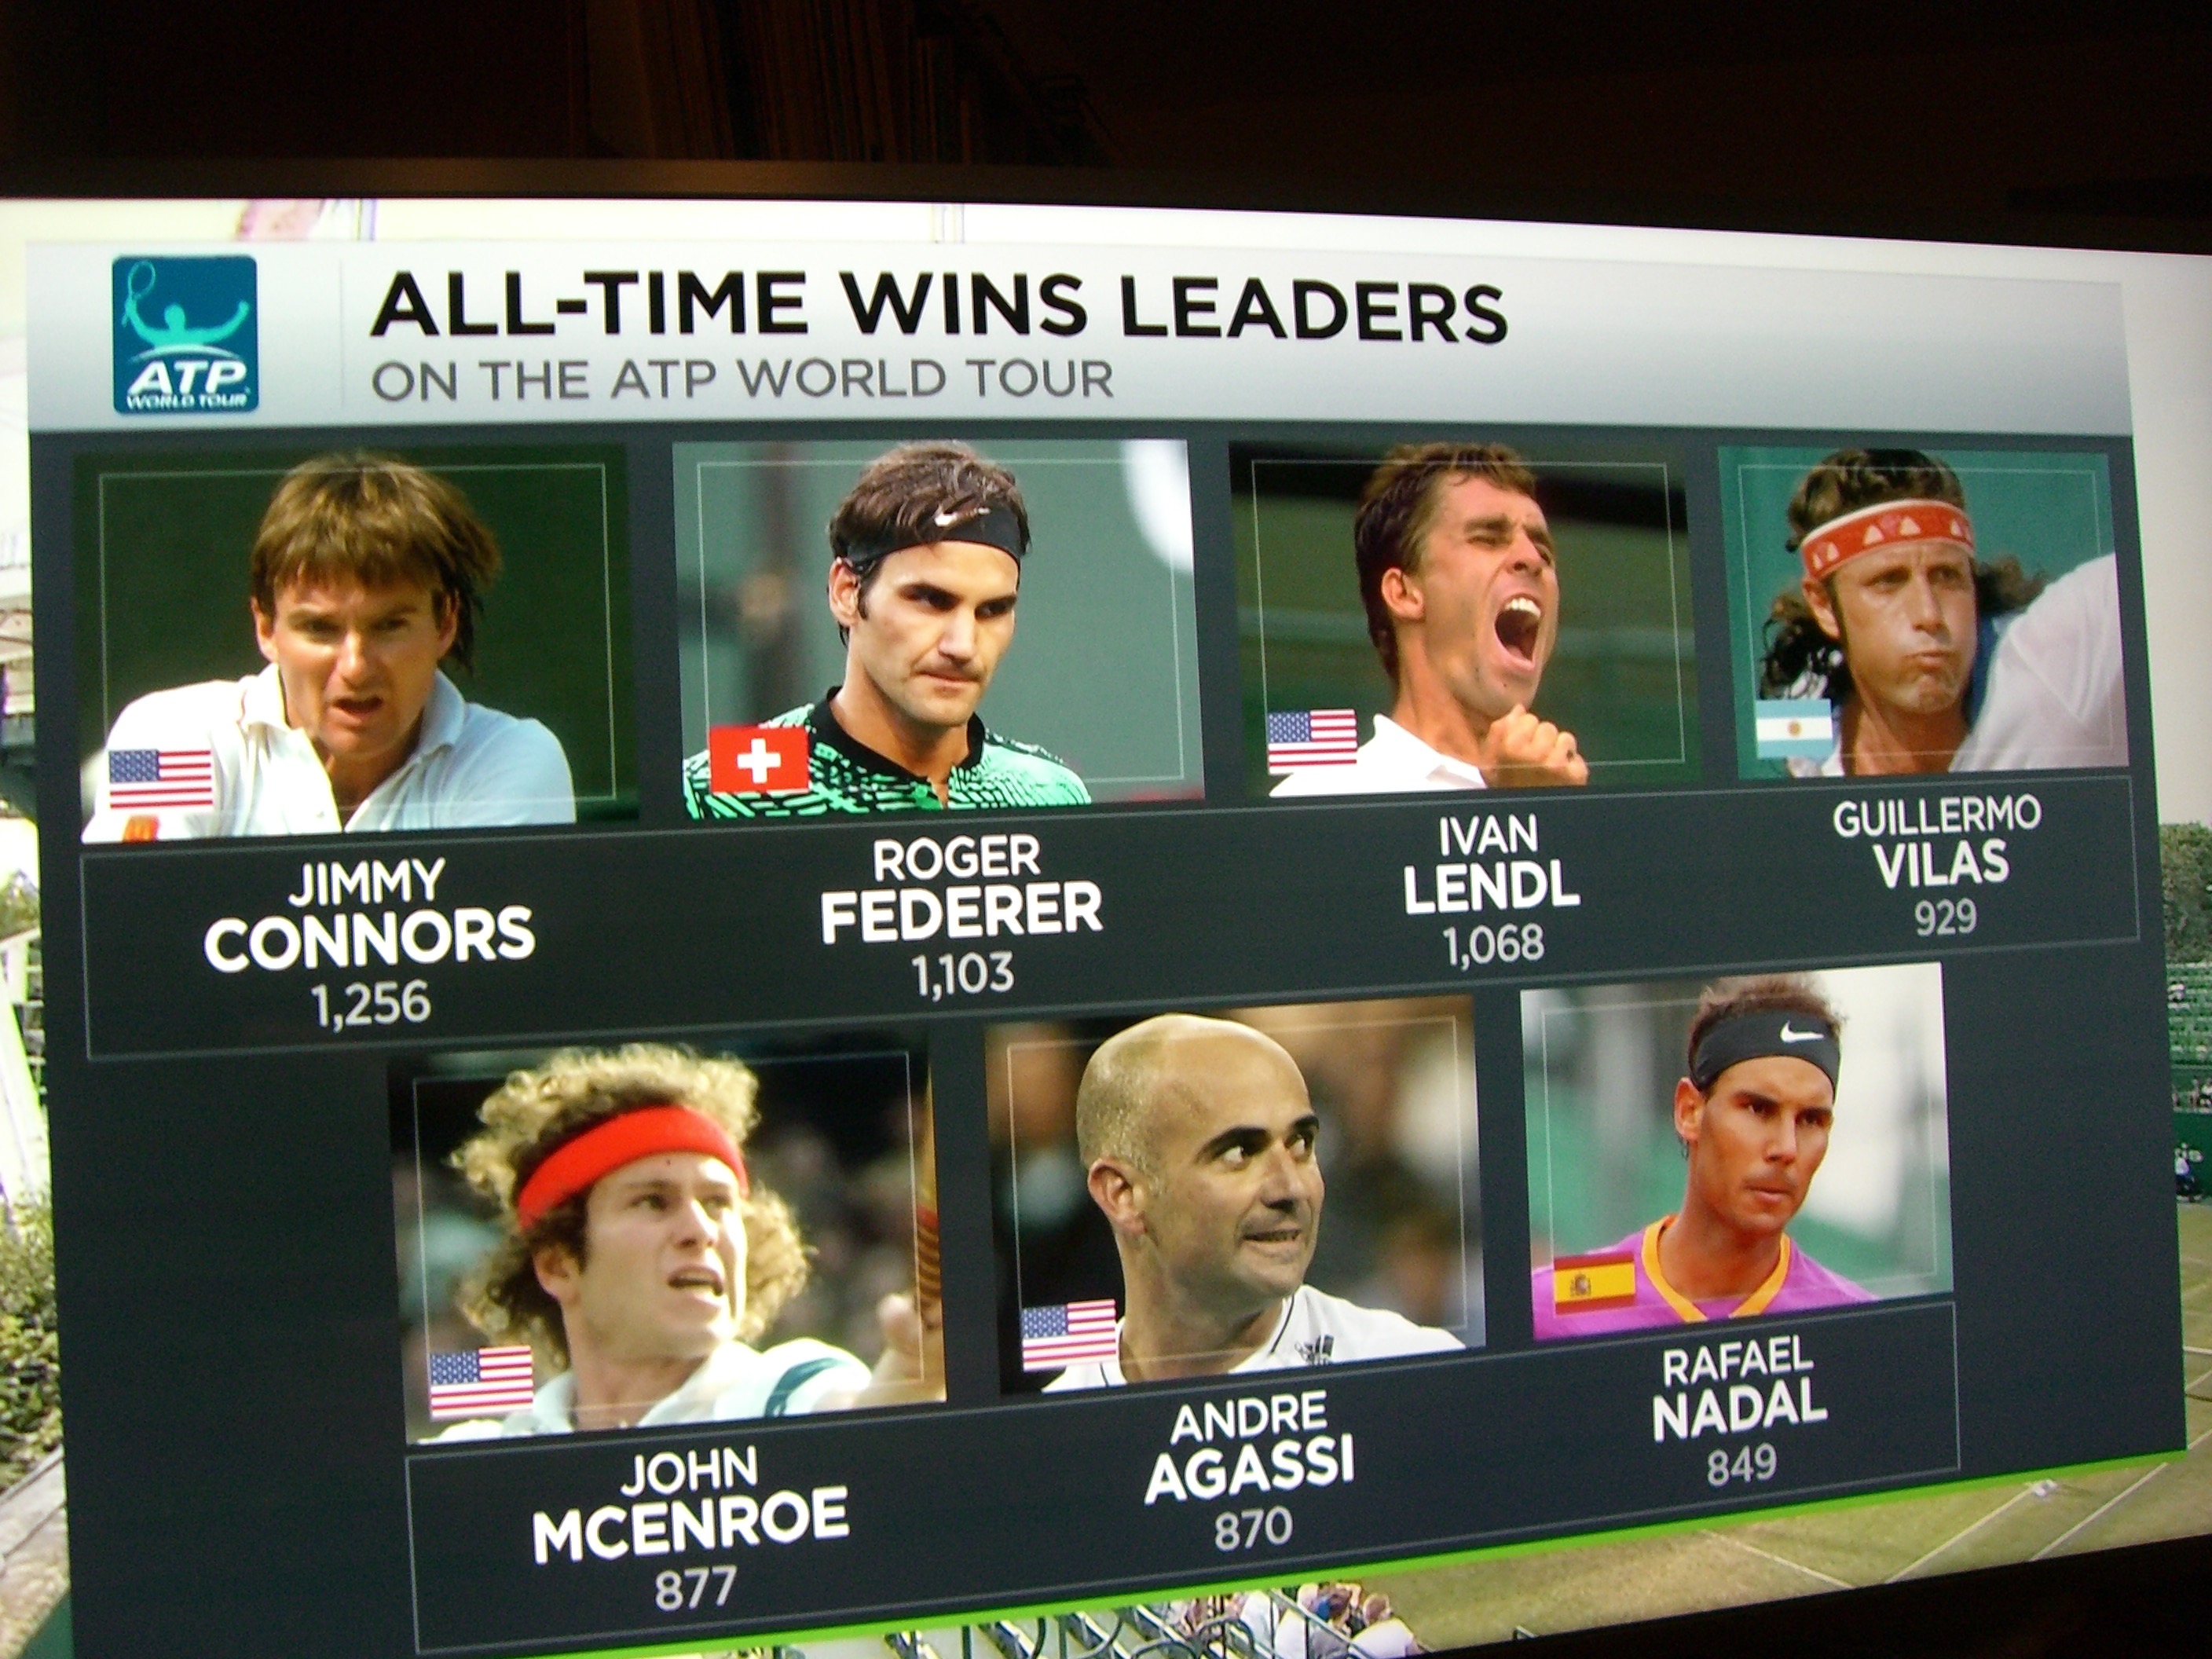 ALL-TIME WINS LEADERS
ON THE ATP WORLD TOUR
ATP
WORLD TOUR
JIMMY
CONNORS
1,256
ROGER
FEDERER
1,103
IVAN
LENDL
1,068
GUILLERMO
VILAS
929
JOHN
MCENROE
877
ANDRE
AGASSI
870
RAFAEL
NADAL
849